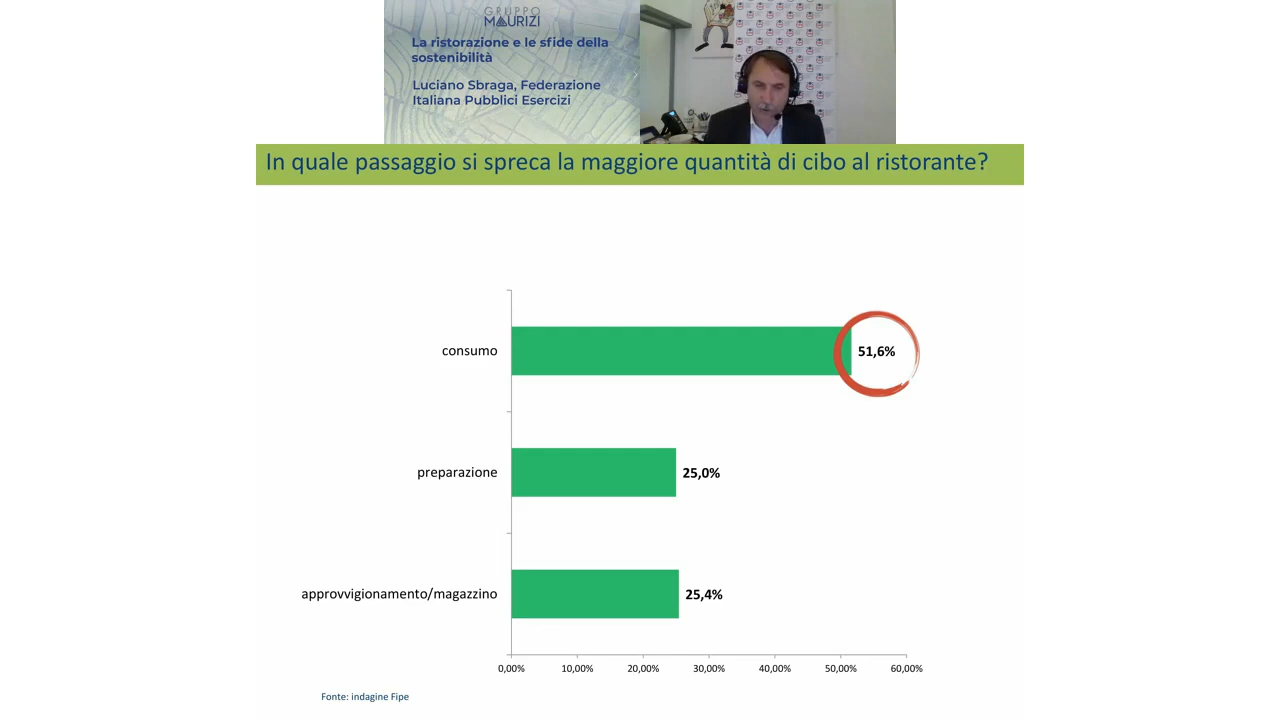 GRUPPO
MAURIZI
La ristorazione e le sfide della
sostenibilità
Luciano Sbraga, Federazione
Italiana Pubblici Esercizi
In quale passaggio si spreca la maggiore quantità di cibo al ristorante?
consumo
51,6%
preparazione
25,0%
approvvigionamento/magazzino
25,4%
0,00% 10,00% 20,00% 30,00% 40,00% 50,00% 60,00%
Fonte: indagine Fipe